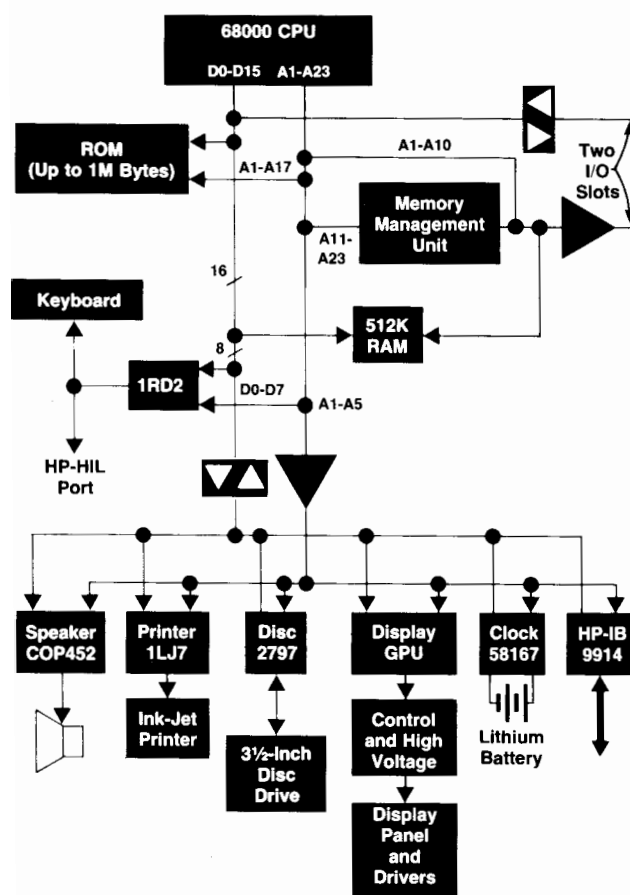 68000 CPU
D0-D15 A1-A23
ROM
(Up to 1M Bytes)
A1-A17
A1-A10
Two
I/O
Slots
Memory
Management
Unit
A11-
A23
16
Keyboard
512K
RAM
8
1RD2
D0-D7
A1-A5
HP-HIL
Port
Speaker
COP452
Printer
1LJ7
Disc
2797
Display
GPU
Clock
58167
HP-IB
9914
Ink-Jet
Printer
3½-Inch
Disc
Drive
Control
and High
Voltage
Lithium
Battery
Display
Panel
and
Drivers